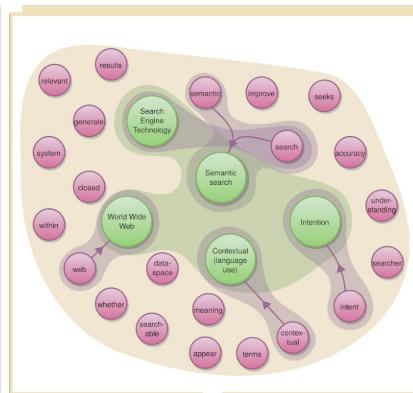 results
relevant
semantic
improve
seeks
generate
Search
Engine
Technology
search
system
accuracy
Semantic
search
closed
under-
standing
within
World Wide
Web
Intention
Contextual
(language
use)
web
data-
space
searcher
whether
meaning
intent
search-
able
contex-
tual
appear
terms